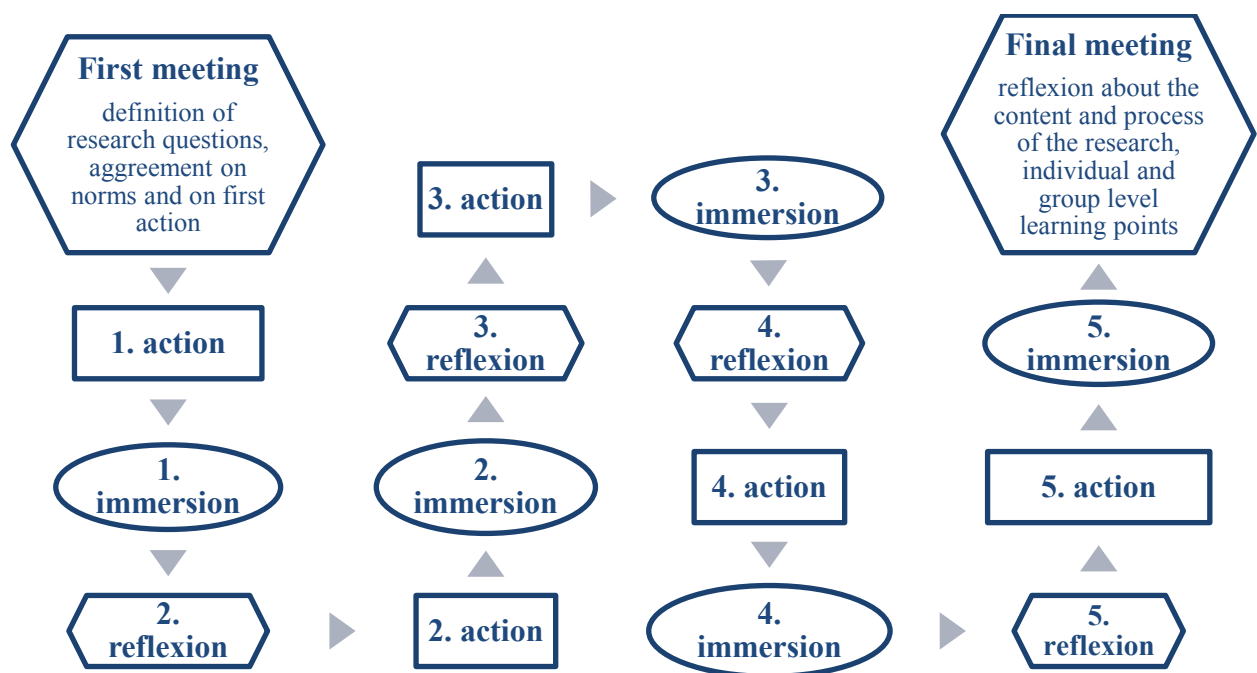 First meeting
definition of
research questions,
aggreement on
norms and on first
action
1. action
1.
immersion
2.
reflexion
2. action
2.
immersion
3.
reflexion
3. action
3.
immersion
4.
reflexion
4. action
4.
immersion
5.
reflexion
5. action
5.
immersion
Final meeting
reflexion about the
content and process
of the research,
individual and
group level
learning points